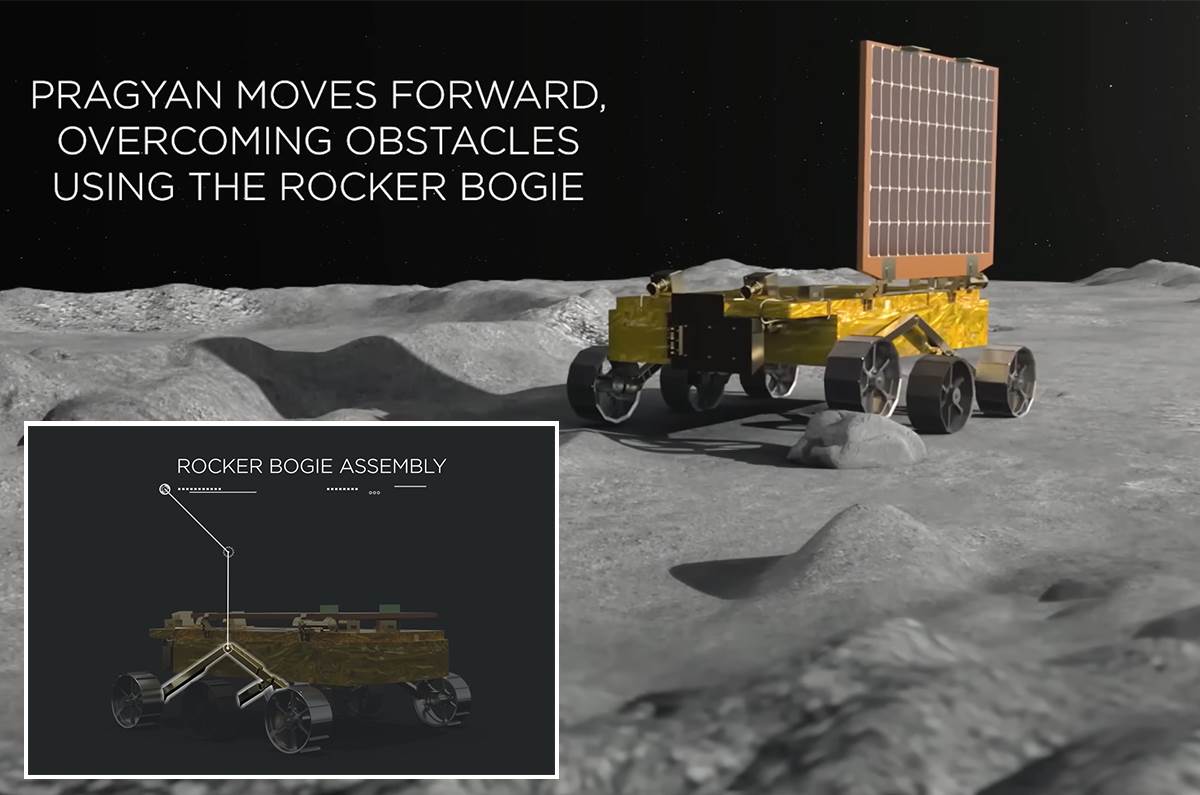 PRAGYAN MOVES FORWARD,
OVERCOMING OBSTACLES
USING THE ROCKER BOGIE
ROCKER BOGIE ASSEMBLY